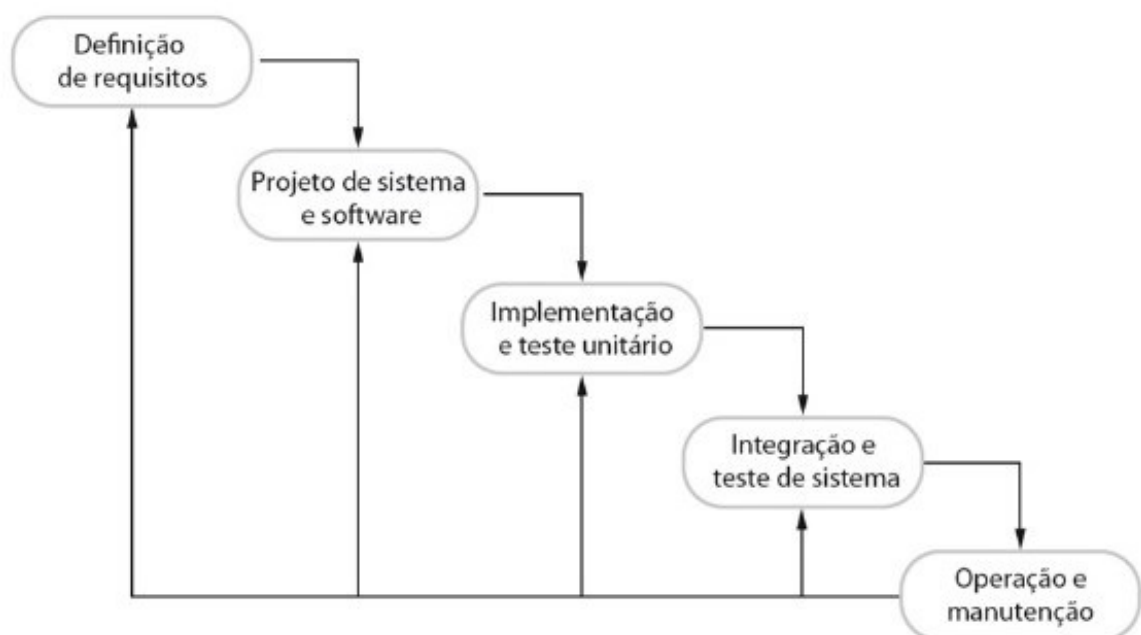 Definição
de requisitos
Projeto de sistema
e software
Implementação
e teste unitário
Integração e
teste de sistema
Operação e
manutenção